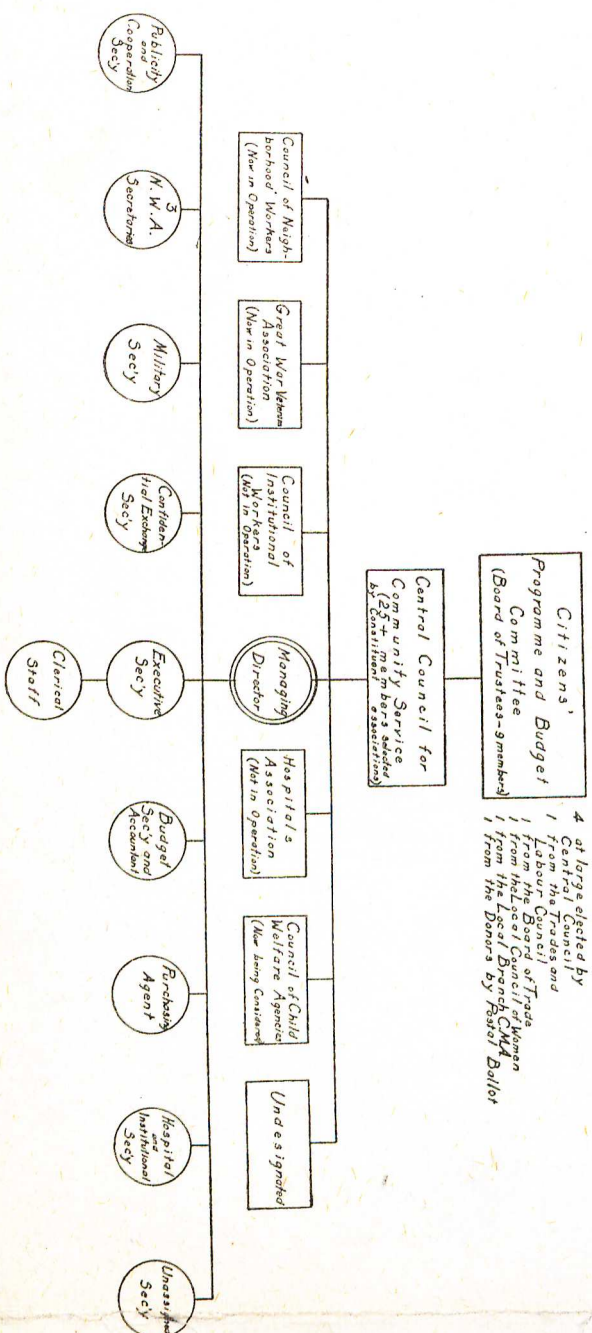 Citizens'
Programme and Budget
Committee
(Board of Trustees-9 members)
4 at large elected by
Central Council
1 from the Trades and
Labour Council
1 from the Board of Trade
1 from the Local Council of Women
1 from the Local Branch C.M.A.
1 from the Donors by Postal Ballot
Central Council for
Community Service
(25+ members selected
by constituent associations)
Council of Neigh-
borhood Workers
(Now in Operation)
Great War Veterans
Association
(Now in Operation)
Council of
Institutional
Workers
(Not in Operation)
Managing
Director
Hospitals
Association
(Not in Operation)
Council of Child
Welfare Agencies
(Now being Considered)
Undesignated
Publicity
and
Cooperation
Sec'y
3
N.W.A.
Secretaries
Military
Sec'y
Confiden-
tial Exchange
Sec'y
Executive
Sec'y
Budget
Sec'y and
Accountant
Purchasing
Agent
Hospital
and
Institutional
Sec'y
Unassigned
Sec'y
Clerical
Staff